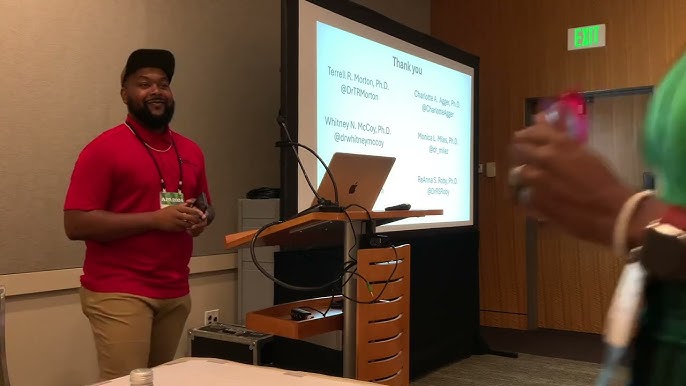 EXIT
Thank you
Terrell R. Morton, Ph.D.
@DrTRMorton
Charlotte A. Agger, Ph.D.
@CharlotteAgger
Whitney N. McCoy, Ph.D.
@drwhitneymccoy
Monica L. Miles, Ph.D.
@dr_milez
ReAnna S. Roby, Ph.D.
@DrRSRoby